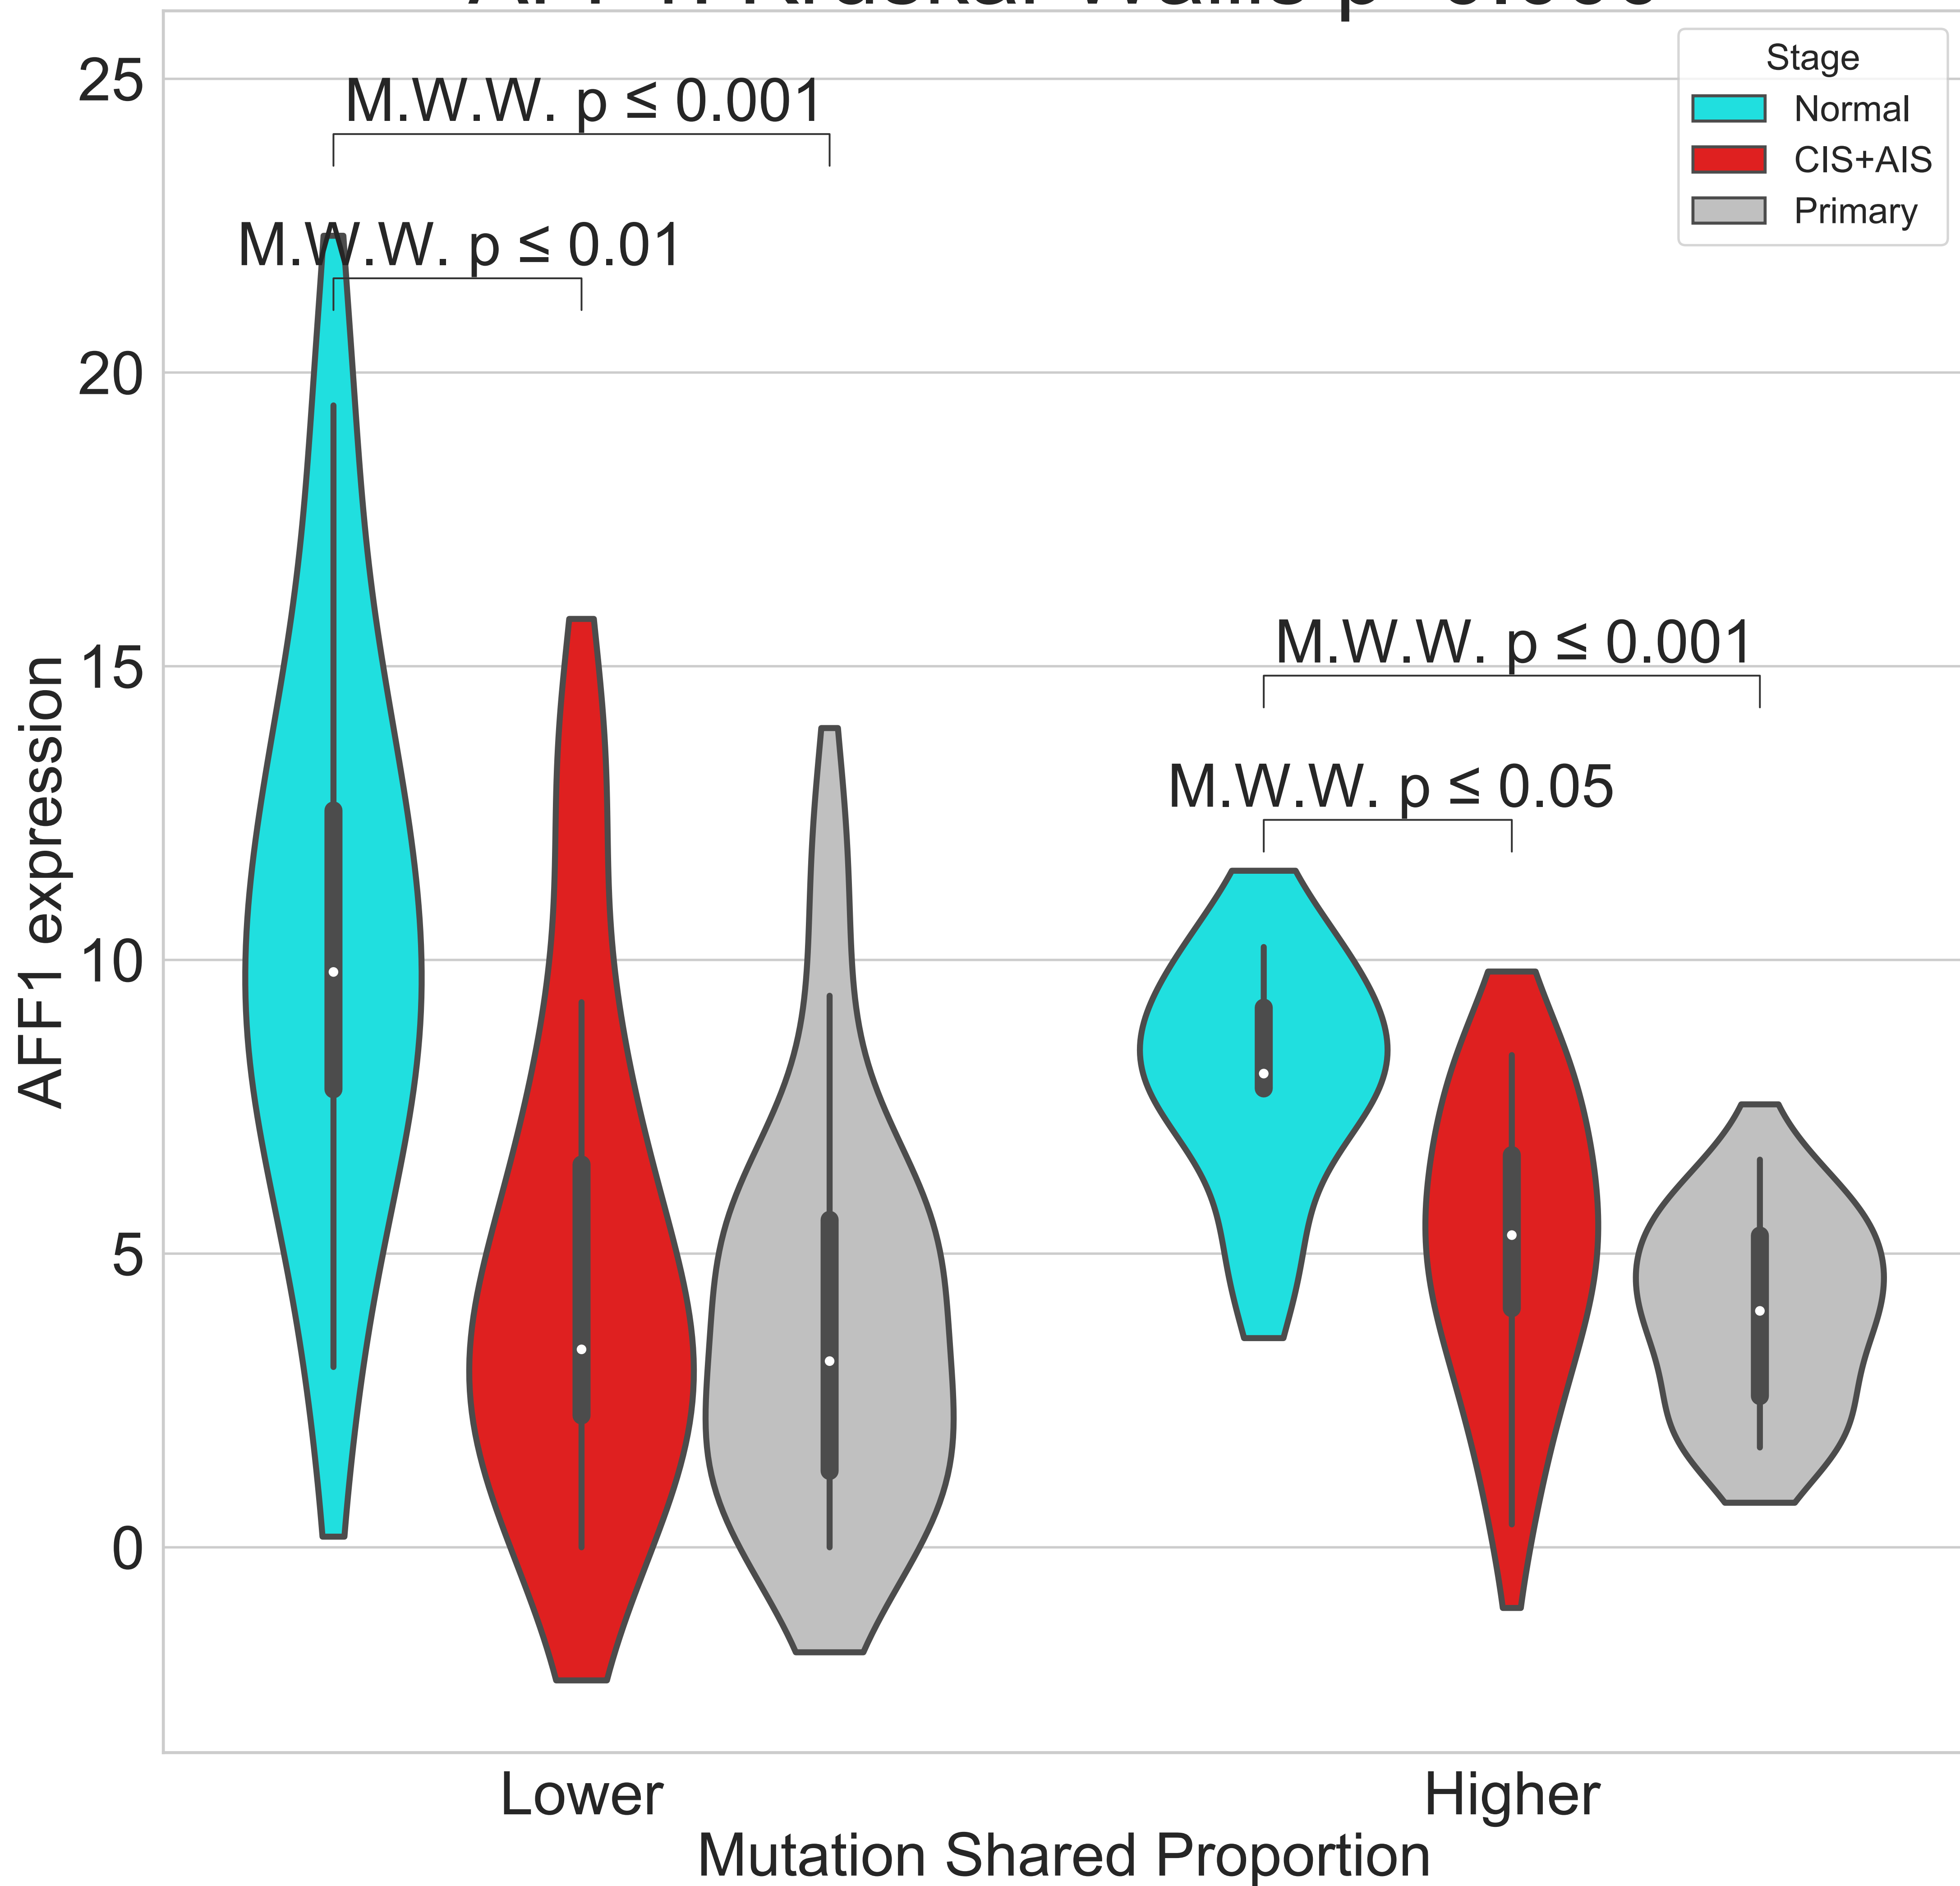 25
M.W.W. p ≤ 0.001
M.W.W. p ≤ 0.01
20
15
10
5
0
AFF1 expression
M.W.W. p ≤ 0.001
M.W.W. p ≤ 0.05
Stage
Normal
CIS+AIS
Primary
Lower
Higher
Mutation Shared Proportion